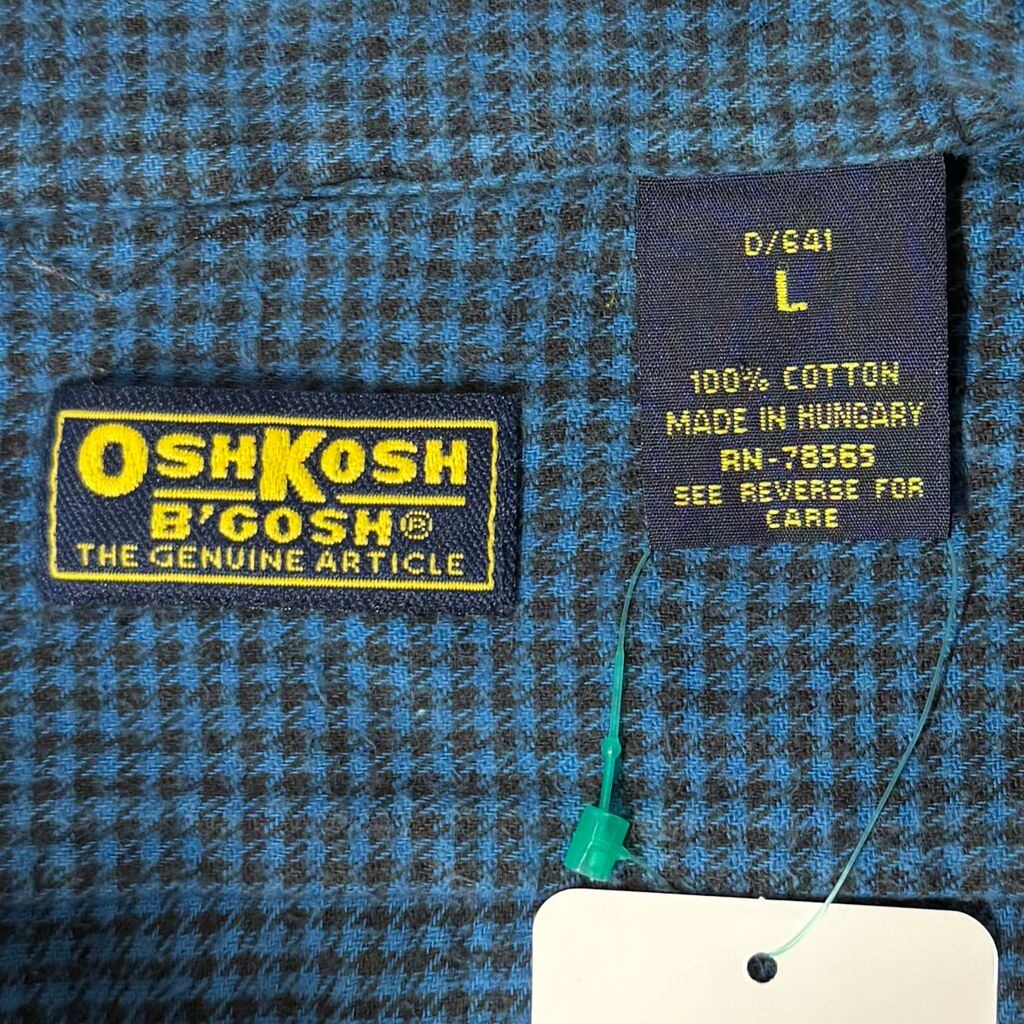 OSHKOSH
B'GOSH®
THE GENUINE ARTICLE
D/641
L
100% COTTON
MADE IN HUNGARY
RN-78565
SEE REVERSE FOR
CARE